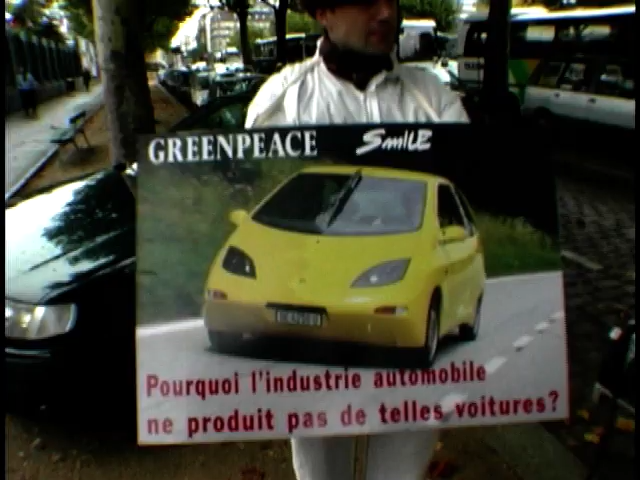 GREENPEACE SmILE
Pourquoi l'industrie automobile
ne produit pas de telles voitures?